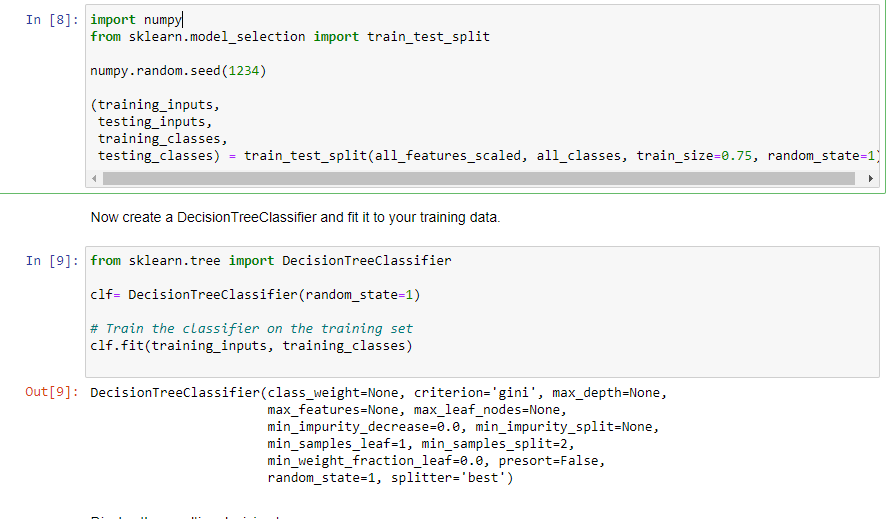 In [8]: import numpy
from sklearn.model_selection import train_test_split
numpy.random.seed(1234)
(training_inputs,
testing_inputs,
training_classes,
testing_classes) = train_test_split(all_features_scaled, all_classes, train_size=0.75, random_state=1)
Now create a DecisionTreeClassifier and fit it to your training data.
In [9]: from sklearn.tree import DecisionTreeClassifier
clf= DecisionTreeClassifier(random_state=1)
# Train the classifier on the training set
clf.fit(training_inputs, training_classes)
Out[9]: DecisionTreeClassifier(class_weight=None, criterion='gini', max_depth=None,
max_features=None, max_leaf_nodes=None,
min_impurity_decrease=0.0, min_impurity_split=None,
min_samples_leaf=1, min_samples_split=2,
min_weight_fraction_leaf=0.0, presort=False,
random_state=1, splitter='best')